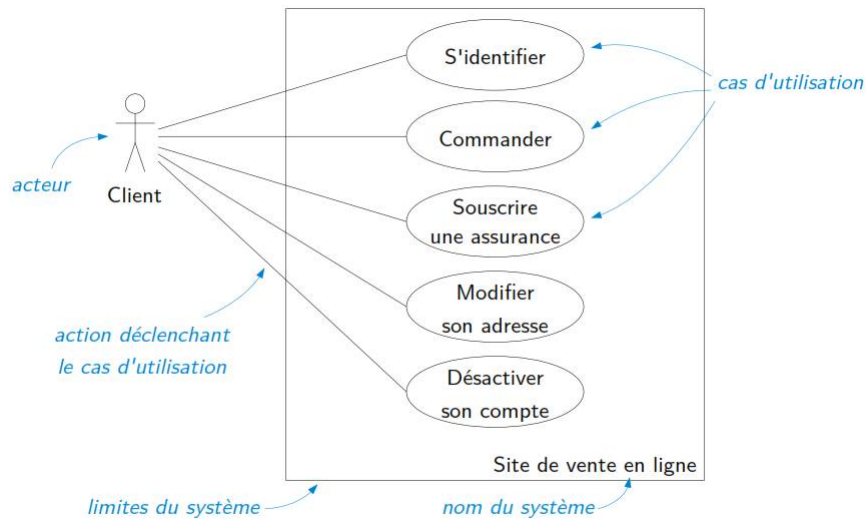 S'identifier
cas d'utilisation
Commander
acteur
Client
Souscrire
une assurance
Modifier
son adresse
action déclenchant
le cas d'utilisation
Désactiver
son compte
Site de vente en ligne
limites du système
nom du système